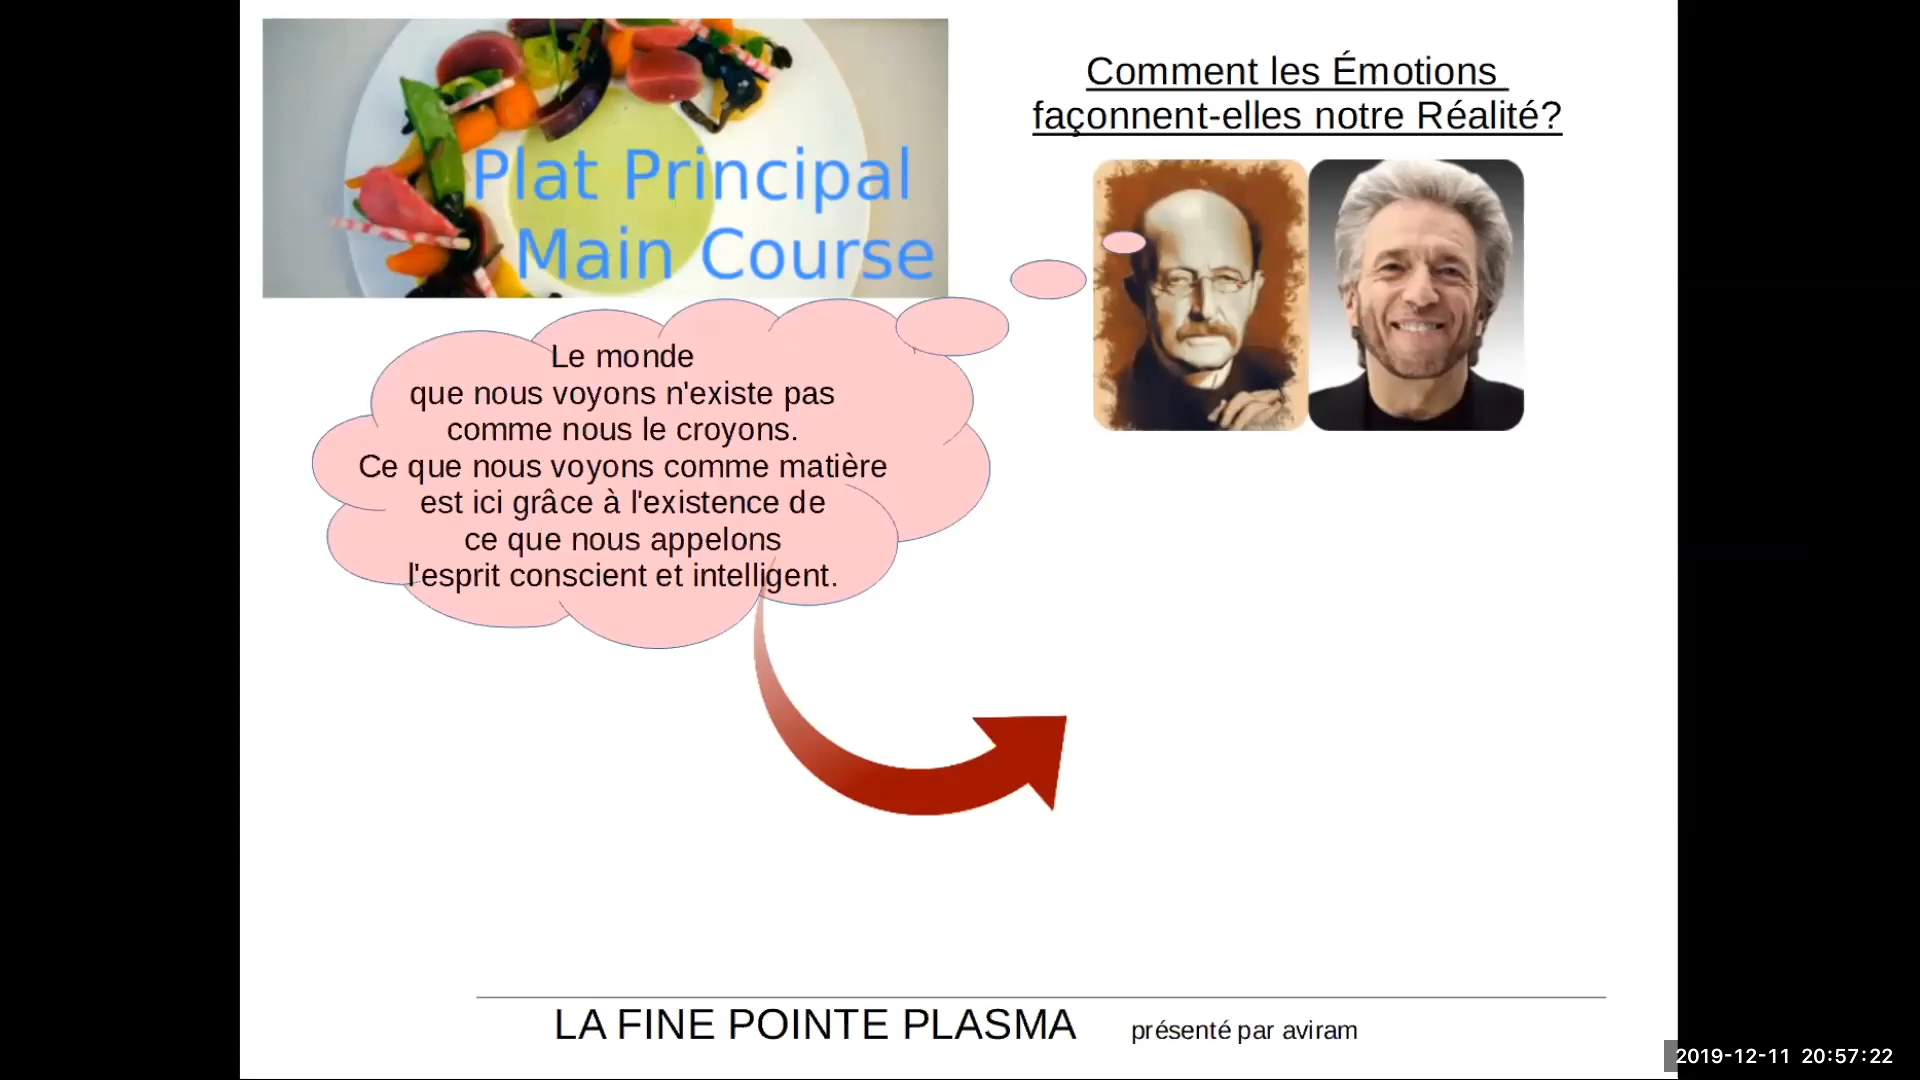 Plat Principal
Main Course
Comment les Émotions
façonnent-elles notre Réalité?
Le monde
que nous voyons n'existe pas
comme nous le croyons.
Ce que nous voyons comme matière
est ici grâce à l'existence de
ce que nous appelons
l'esprit conscient et intelligent.
LA FINE POINTE PLASMA présenté par aviram
2019-12-11 20:57:22